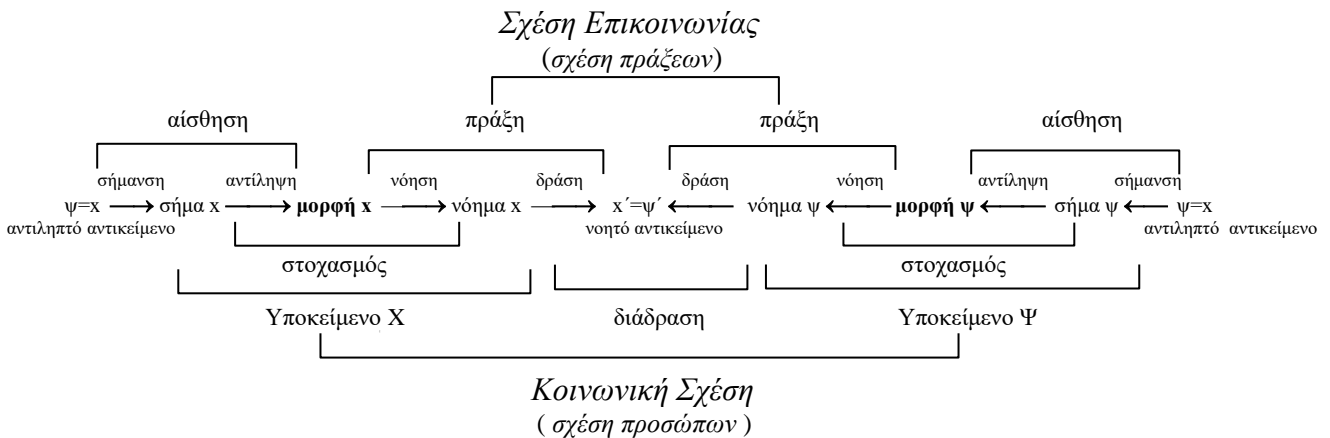 Σχέση Επικοινωνίας
(σχέση πράξεων)
αίσθηση πράξη πράξη αίσθηση
σήμανση αντίληψη νόηση δράση δράση νόηση αντίληψη σήμανση
ψ=x σήμα x μορφή x νόημα x x΄=ψ΄ νόημα ψ μορφή ψ σήμα ψ ψ=x
αντιληπτό αντικείμενο νοητό αντικείμενο αντιληπτό αντικείμενο
στοχασμός στοχασμός
Υποκείμενο Χ διάδραση Υποκείμενο Ψ
Κοινωνική Σχέση
( σχέση προσώπων )